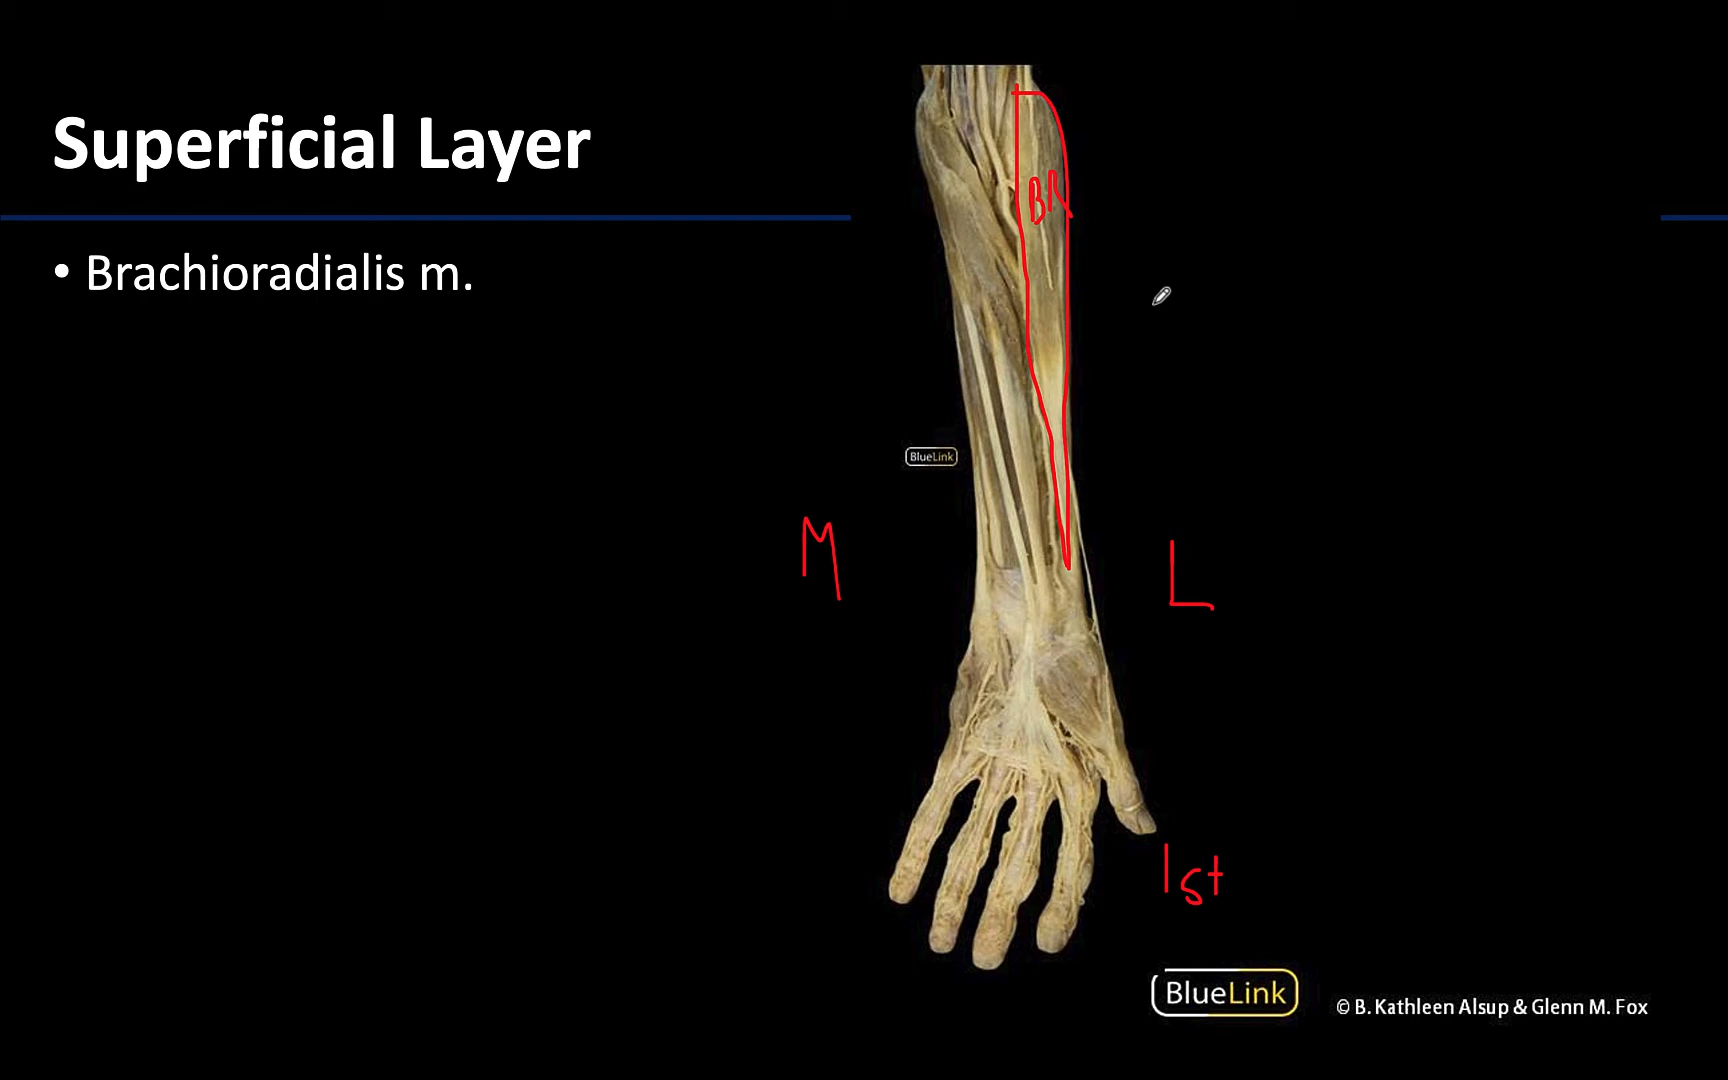 Superficial Layer
• Brachioradialis m.
BR
BlueLink
M
L
1st
BlueLink
© B. Kathleen Alsup & Glenn M. Fox